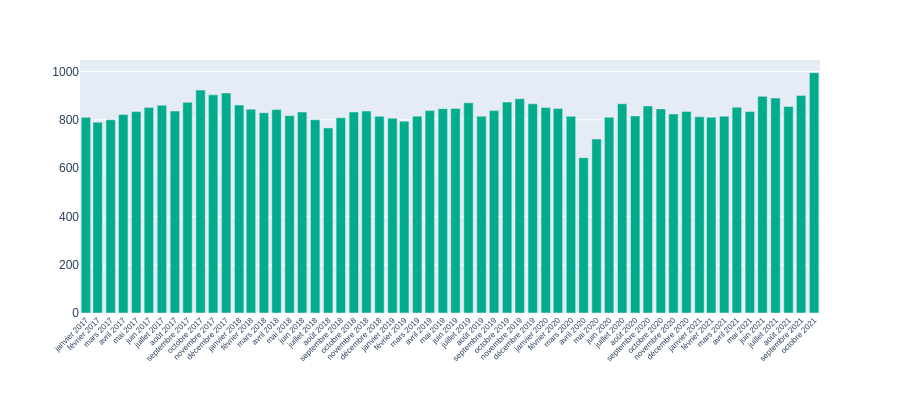 1000
800
600
400
200
0
janvier 2017
février 2017
mars 2017
avril 2017
mai 2017
juin 2017
juillet 2017
août 2017
septembre 2017
octobre 2017
novembre 2017
décembre 2017
janvier 2018
février 2018
mars 2018
avril 2018
mai 2018
juin 2018
juillet 2018
août 2018
septembre 2018
octobre 2018
novembre 2018
décembre 2018
janvier 2019
février 2019
mars 2019
avril 2019
mai 2019
juin 2019
juillet 2019
août 2019
septembre 2019
octobre 2019
novembre 2019
décembre 2019
janvier 2020
février 2020
mars 2020
avril 2020
mai 2020
juin 2020
juillet 2020
août 2020
septembre 2020
octobre 2020
novembre 2020
décembre 2020
janvier 2021
février 2021
mars 2021
avril 2021
mai 2021
juin 2021
juillet 2021
août 2021
septembre 2021
octobre 2021